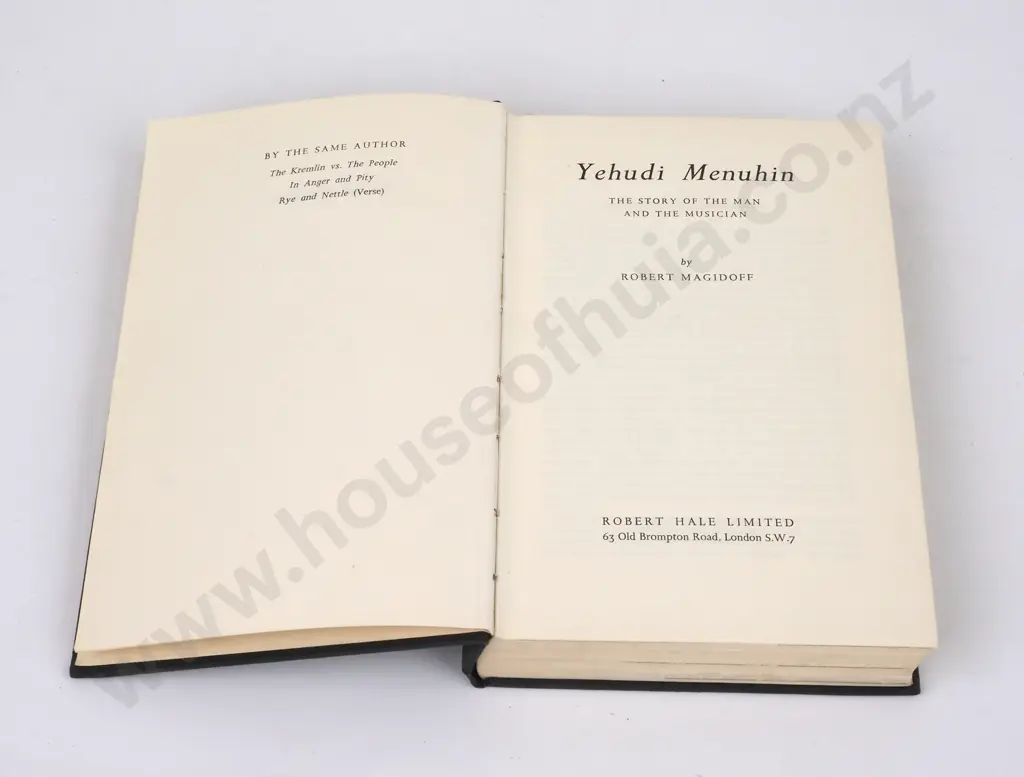 BY THE SAME AUTHOR
The Kremlin vs. The People
In Anger and Pity
Rye and Nettle (Verse)
Yehudi Menuhin
THE STORY OF THE MAN
AND THE MUSICIAN
by
ROBERT MAGIDOFF
ROBERT HALE LIMITED
63 Old Brompton Road, London S.W.7
www.houseofhuia.co.nz